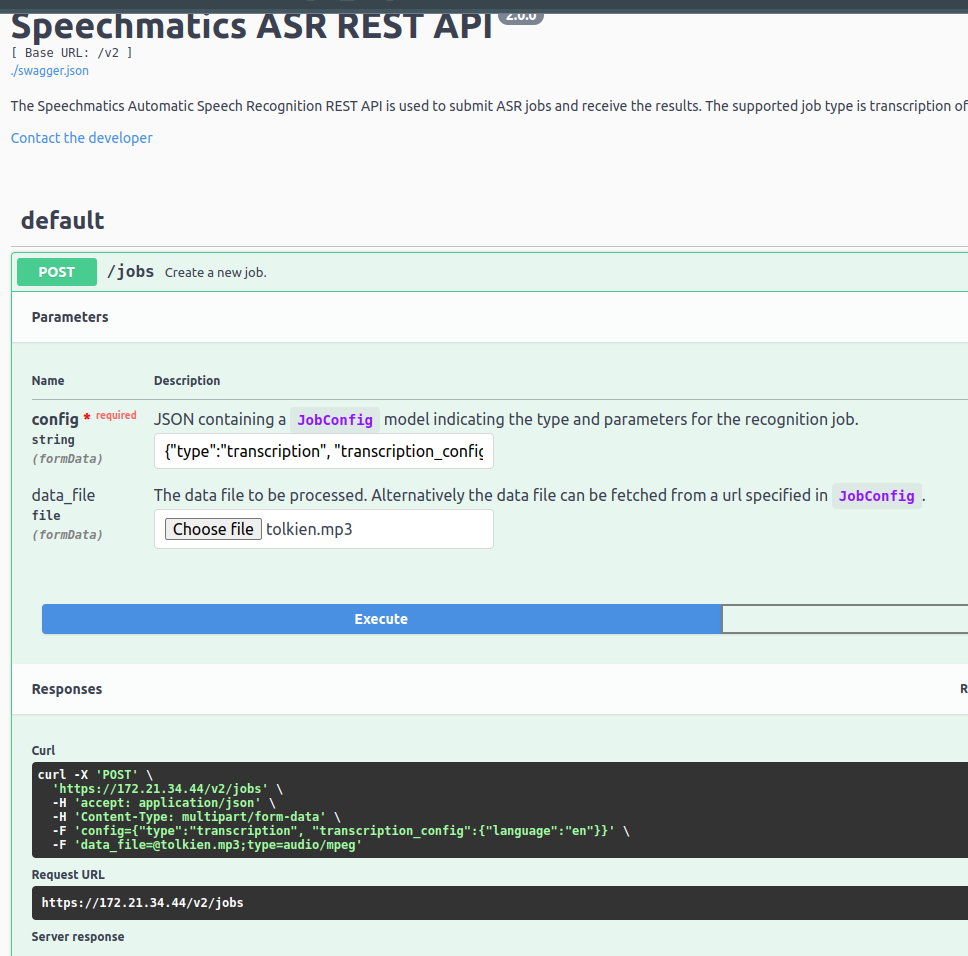 Speechmatics ASR REST API 2.0.0
[ Base URL: /v2 ]
./swagger.json
The Speechmatics Automatic Speech Recognition REST API is used to submit ASR jobs and receive the results. The supported job type is transcription of
Contact the developer
default
POST /jobs Create a new job.
Parameters
Name Description
config * required JSON containing a JobConfig model indicating the type and parameters for the recognition job.
string
(formData) {"type":"transcription", "transcription_config
data_file The data file to be processed. Alternatively the data file can be fetched from a url specified in JobConfig .
file
(formData) Choose file tolkien.mp3
Execute
Responses R
Curl
curl -X 'POST' \
'https://172.21.34.44/v2/jobs' \
-H 'accept: application/json' \
-H 'Content-Type: multipart/form-data' \
-F 'config={"type":"transcription", "transcription_config":{"language":"en"}}' \
-F 'data_file=@tolkien.mp3;type=audio/mpeg'
Request URL
https://172.21.34.44/v2/jobs
Server response